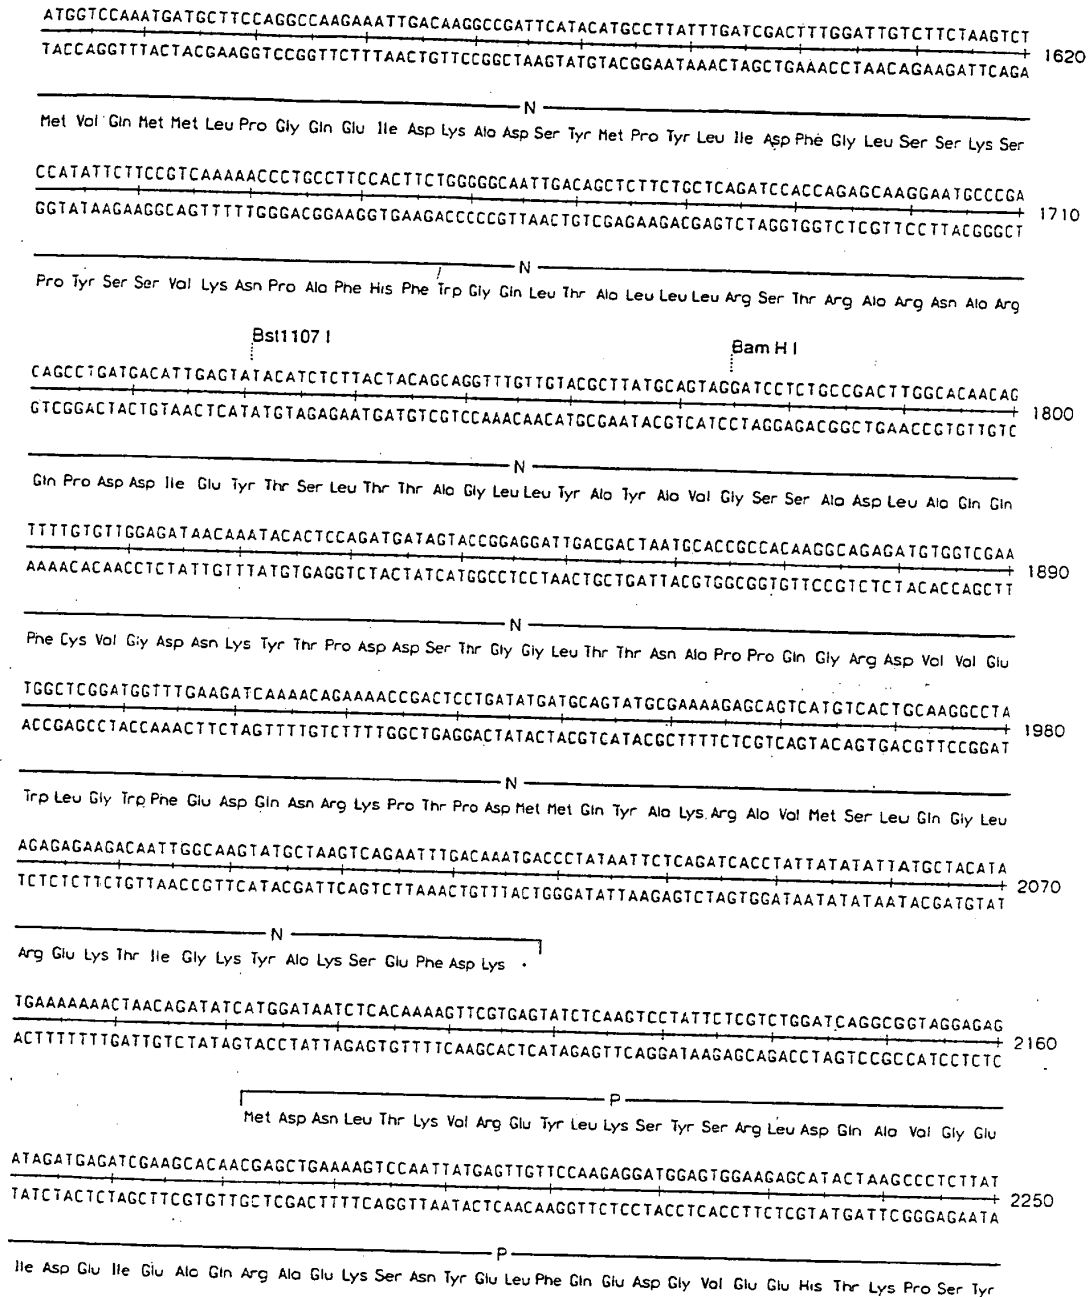 ATGGTCCAAATGATGCTTCCAGGCCAAGAAATTGACAAGGCCGATTCATACATGCCTTATTTGATCGACTTTGGATTGTCTTCTAAGTCT
1620
TACCAGGTTTACTACGAAGGTCCGGTTCTTTAACTGTTCCGGCTAAGTATGTACGGAATAAACTAGCTGAAACCTAACAGAAGATTCAGA
N
Met Val Gln Met Met Leu Pro Gly Gln Glu Ile Asp Lys Ala Asp Ser Tyr Met Pro Tyr Leu Ile Asp Phe Gly Leu Ser Ser Lys Ser
CCATATTCTTCCGTCAAAAACCCTGCCTTCCACTTCTGGGGGCAATTGACAGCTCTTCTGCTCAGATCCACCAGAGCAAGGAATGCCCGA
1710
GGTATAAGAAGGCAGTTTTTGGGACGGAAGGTGAAGACCCCCGTTAACTGTCGAGAAGACGAGTCTAGGTGGTCTCGTTCCTTACGGGCT
N
Pro Tyr Ser Ser Val Lys Asn Pro Ala Phe His Phe Trp Gly Gln Leu Thr Ala Leu Leu Leu Arg Ser Thr Arg Ala Arg Asn Ala Arg
Bst1107 I
Bam H I
CAGCCTGATGACATTGAGTATACATCTCTTACTACAGCAGGTTTGTTGTACGCTTATGCAGTAGGATCCTCTGCCGACTTGGCACAACAG
1800
GTCGGACTACTGTAACTCATATGTAGAGAATGATGTCGTCCAAACAACATGCGAATACGTCATCCTAGGAGACGGCTGAACCGTGTTGTC
N
Gln Pro Asp Asp Ile Glu Tyr Thr Ser Leu Thr Thr Ala Gly Leu Leu Tyr Ala Tyr Ala Val Gly Ser Ser Ala Asp Leu Ala Gln Gln
TTTTGTGTTGGAGATAACAAATACACTCCAGATGATAGTACCGGAGGATTGACGACTAATGCACCGCCACAAGGCAGAGATGTGGTCGAA
1890
AAAACACAACCTCTATTGTTTATGTGAGGTCTACTATCATGGCCTCCTAACTGCTGATTACGTGGCGGTGTTCCGTCTCTACACCAGCTT
N
Phe Cys Val Gly Asp Asn Lys Tyr Thr Pro Asp Asp Ser Thr Gly Gly Leu Thr Thr Asn Ala Pro Pro Gln Gly Arg Asp Val Val Glu
TGGCTCGGATGGTTTGAAGATCAAAACAGAAAACCGACTCCTGATATGATGCAGTATGCGAAAAGAGCAGTCATGTCACTGCAAGGCCTA
1980
ACCGAGCCTACCAAACTTCTAGTTTTGTCTTTTGGCTGAGGACTATACTACGTCATACGCTTTTCTCGTCAGTACAGTGACGTTCCGGAT
N
Trp Leu Gly Trp Phe Glu Asp Gln Asn Arg Lys Pro Thr Pro Asp Met Met Gln Tyr Ala Lys Arg Ala Val Met Ser Leu Gln Gly Leu
AGAGAGAAGACAATTGGCAAGTATGCTAAGTCAGAATTTGACAAATGACCCTATAATTCTCAGATCACCTATTATATATTATGCTACATA
2070
TCTCTCTTCTGTTAACCGTTCATACGATTCAGTCTTAAACTGTTTACTGGGATATTAAGAGTCTAGTGGATAATATATAATACGATGTAT
N
Arg Glu Lys Thr Ile Gly Lys Tyr Ala Lys Ser Glu Phe Asp Lys .
TGAAAAAAACTAACAGATATCATGGATAATCTCACAAAAGTTCGTGAGTATCTCAAGTCCTATTCTCGTCTGGATCAGGCGGTAGGAGAG
2160
ACTTTTTTTGATTGTCTATAGTACCTATTAGAGTGTTTTCAAGCACTCATAGAGTTCAGGATAAGAGCAGACCTAGTCCGCCATCCTCTC
P
Met Asp Asn Leu Thr Lys Val Arg Glu Tyr Leu Lys Ser Tyr Ser Arg Leu Asp Gln Ala Val Gly Glu
ATAGATGAGATCGAAGCACAACGAGCTGAAAAGTCCAATTATGAGTTGTTCCAAGAGGATGGAGTGGAAGAGCATACTAAGCCCTCTTAT
2250
TATCTACTCTAGCTTCGTGTTGCTCGACTTTTCAGGTTAATACTCAACAAGGTTCTCCTACCTCACCTTCTCGTATGATTCGGGAGAATA
P
Ile Asp Glu Ile Glu Ala Gln Arg Ala Glu Lys Ser Asn Tyr Glu Leu Phe Gln Glu Asp Gly Val Glu Glu His Thr Lys Pro Ser Tyr